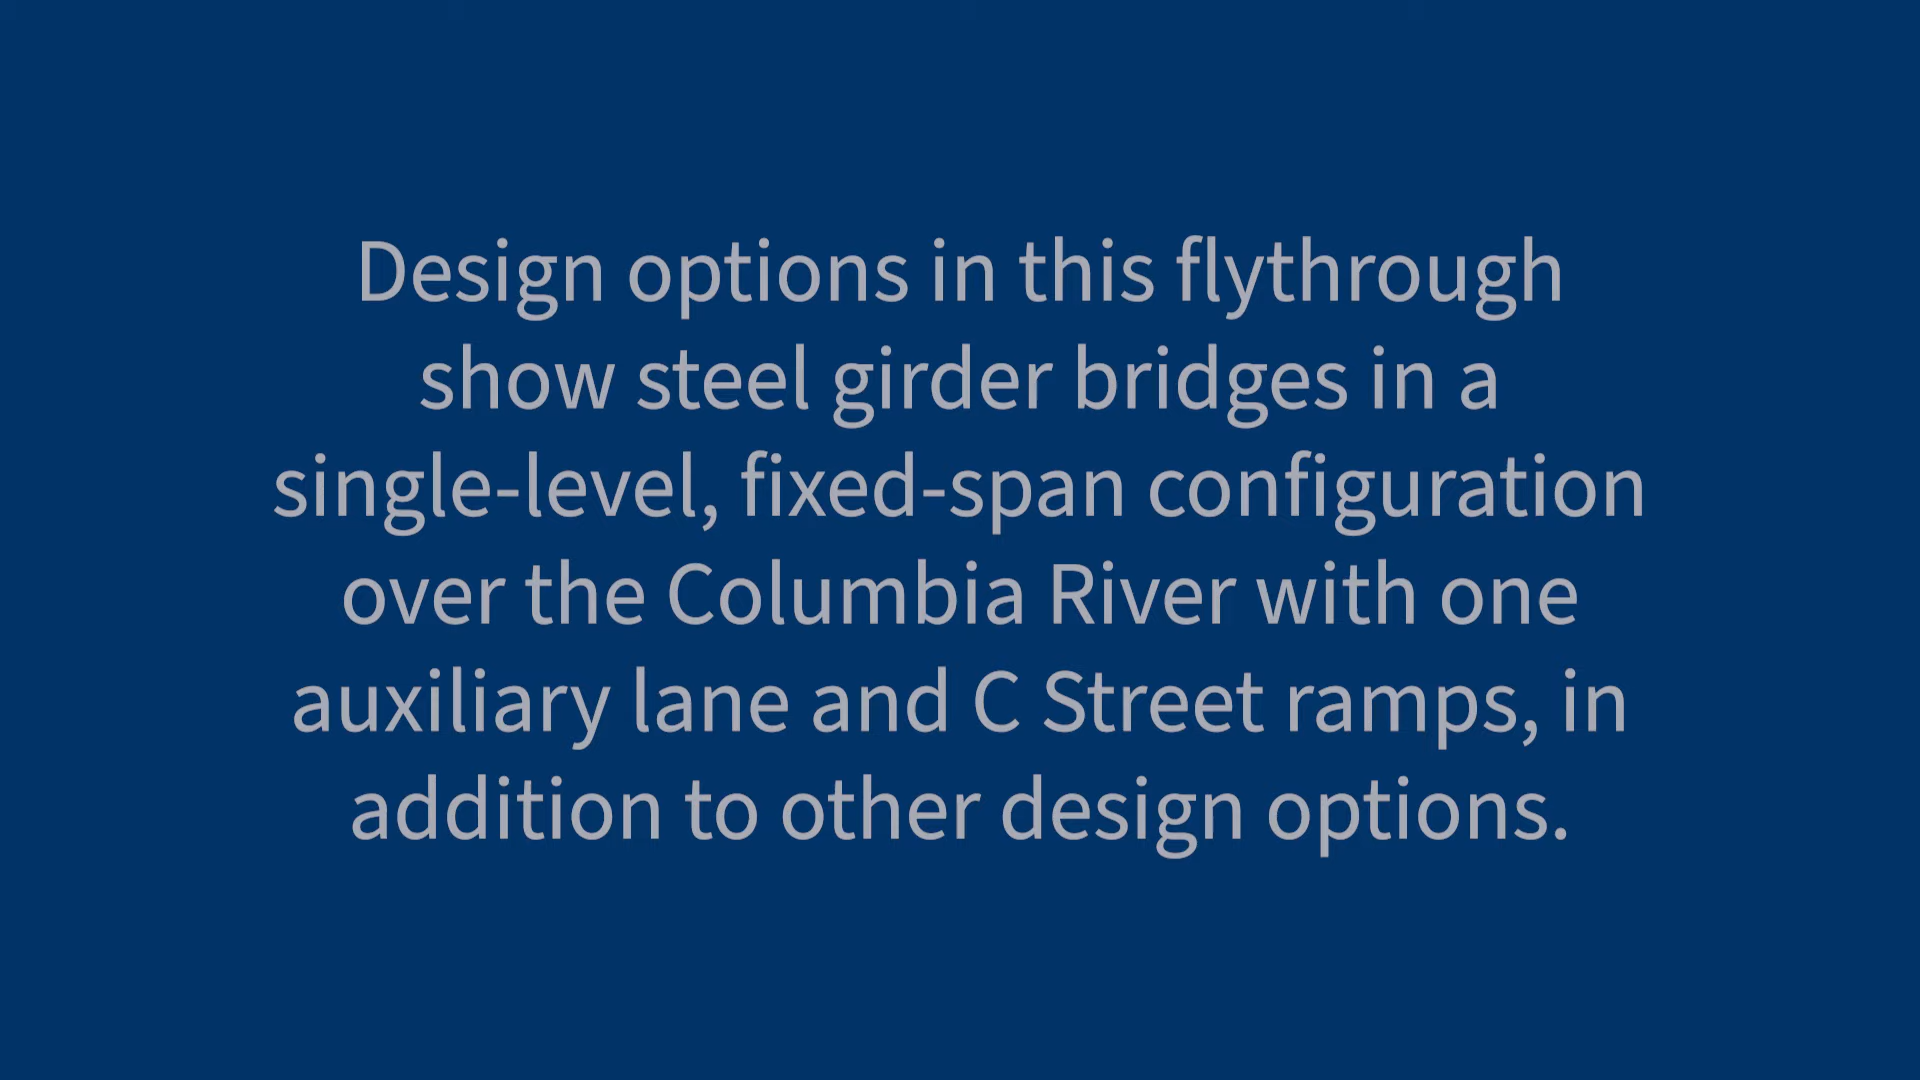 Design options in this flythrough
show steel girder bridges in a
single-level, fixed-span configuration
over the Columbia River with one
auxiliary lane and C Street ramps, in
addition to other design options.